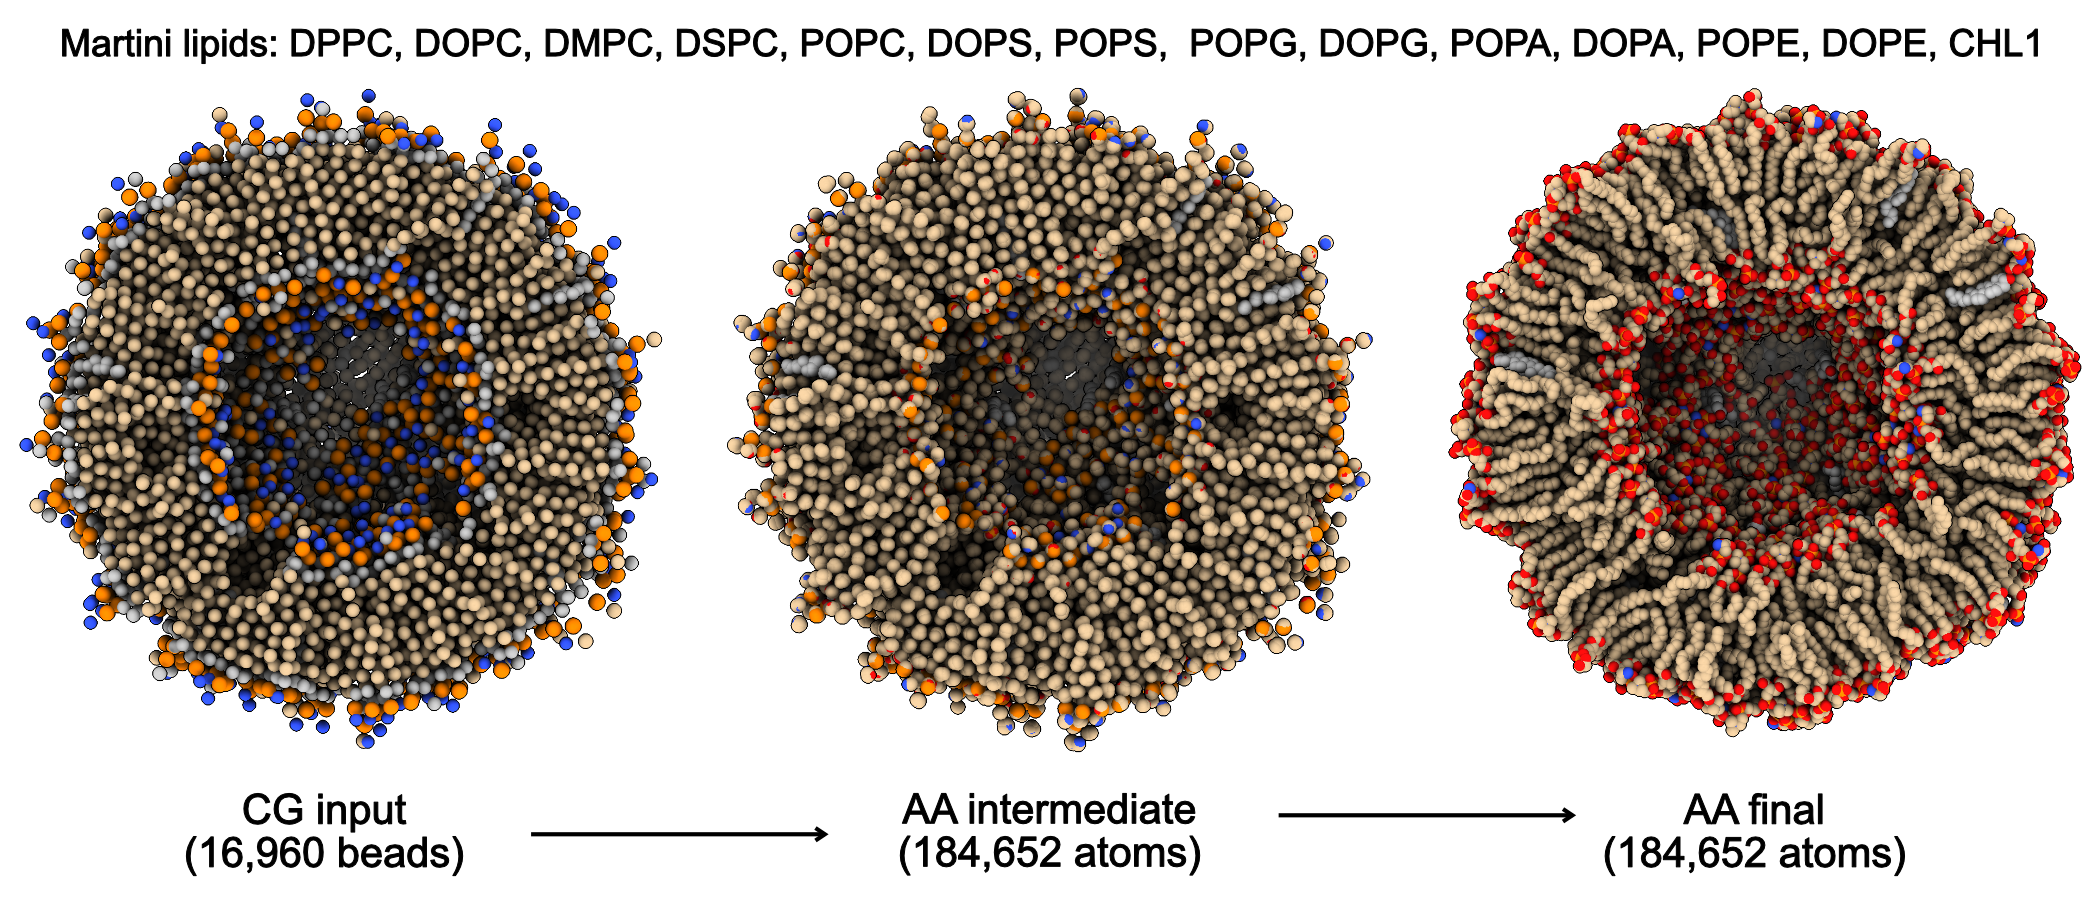 Martini lipids: DPPC, DOPC, DMPC, DSPC, POPC, DOPS, POPS, POPG, DOPG, POPA, DOPA, POPE, DOPE, CHL1
CG input
(16,960 beads)
AA intermediate
(184,652 atoms)
AA final
(184,652 atoms)